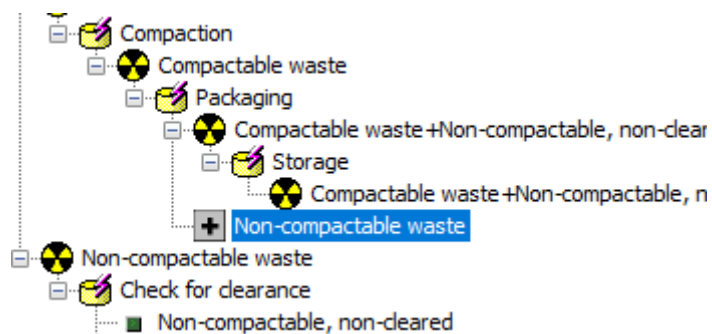 Compaction
Compactable waste
Packaging
Compactable waste+Non-compactable, non-clear
Storage
Compactable waste+Non-compactable, n
Non-compactable waste
Non-compactable waste
Check for clearance
Non-compactable, non-cleared